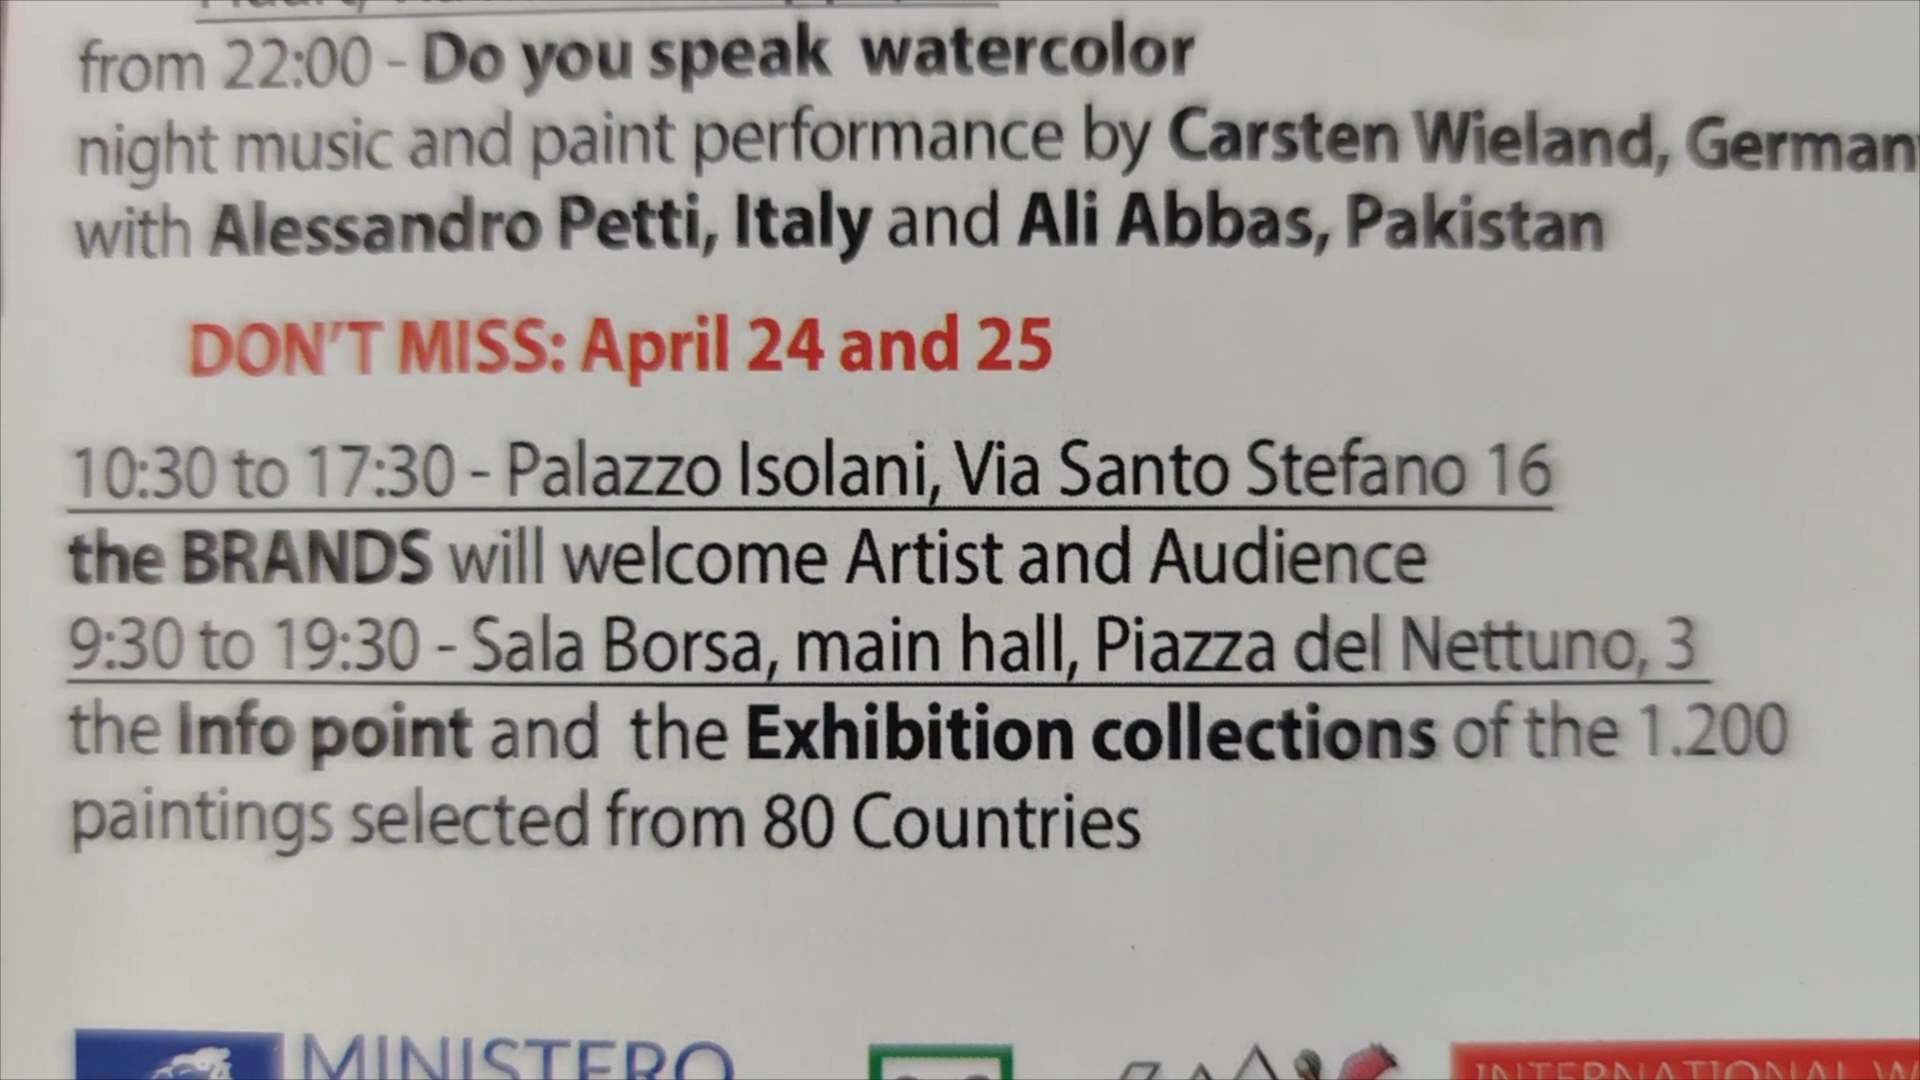 from 22:00 - Do you speak watercolor
night music and paint performance by Carsten Wieland, German
with Alessandro Petti, Italy and Ali Abbas, Pakistan
DON'T MISS: April 24 and 25
10:30 to 17:30 - Palazzo Isolani, Via Santo Stefano 16
the BRANDS will welcome Artist and Audience
9:30 to 19:30 - Sala Borsa, main hall, Piazza del Nettuno, 3
the Info point and the Exhibition collections of the 1.200
paintings selected from 80 Countries
MINISTERO
INTERNATIONAL W